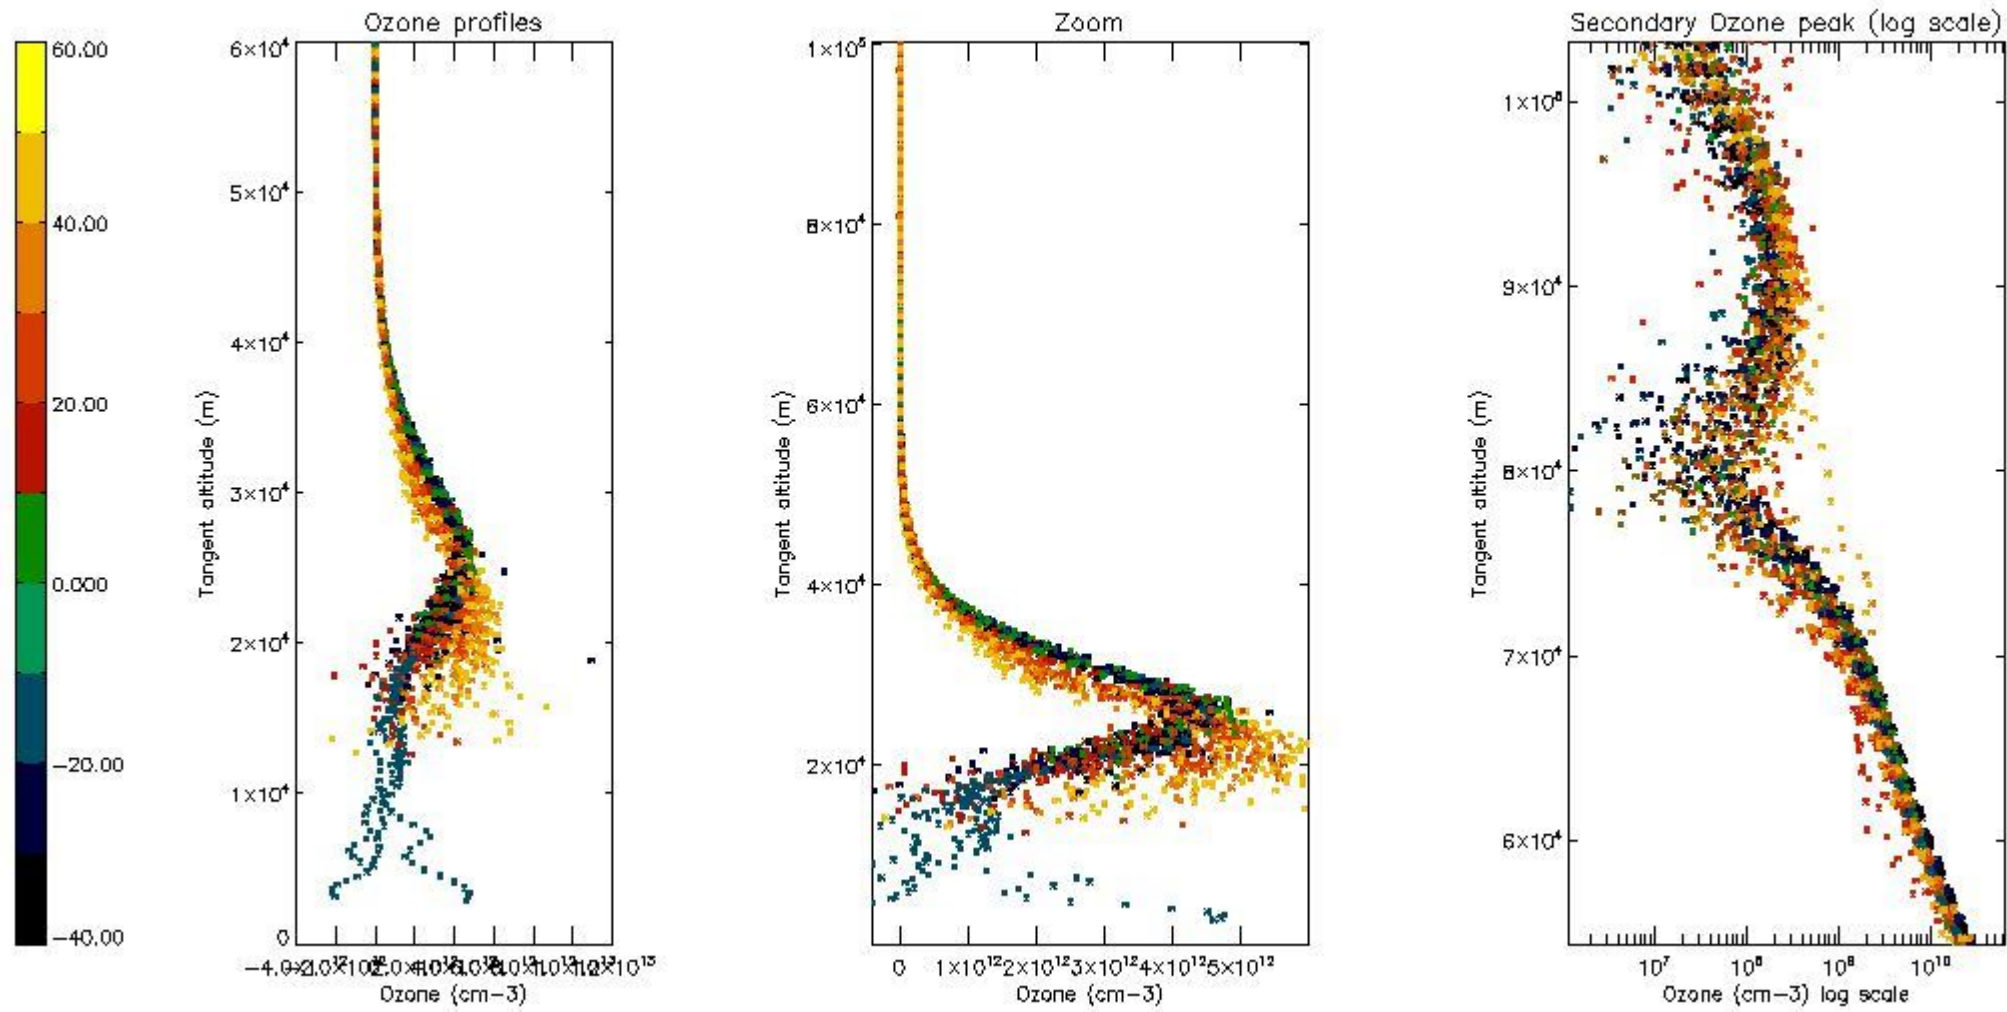 Ozone profiles
Zoom
Secondary Ozone peak (log scale)
60.00
40.00
20.00
0.000
−20.00
−40.00
6×10⁴
5×10⁴
4×10⁴
3×10⁴
2×10⁴
1×10⁴
0
Tangent altitude (m)
1.2×10¹³
Ozone (cm−3)
1×10⁵
8×10⁴
6×10⁴
4×10⁴
2×10⁴
Tangent altitude (m)
0 1×10¹² 2×10¹² 3×10¹² 4×10¹² 5×10¹²
Ozone (cm−3)
1×10⁵
9×10⁴
8×10⁴
7×10⁴
6×10⁴
Tangent altitude (m)
10⁷ 10⁸ 10⁹ 10¹⁰
Ozone (cm−3) log scale